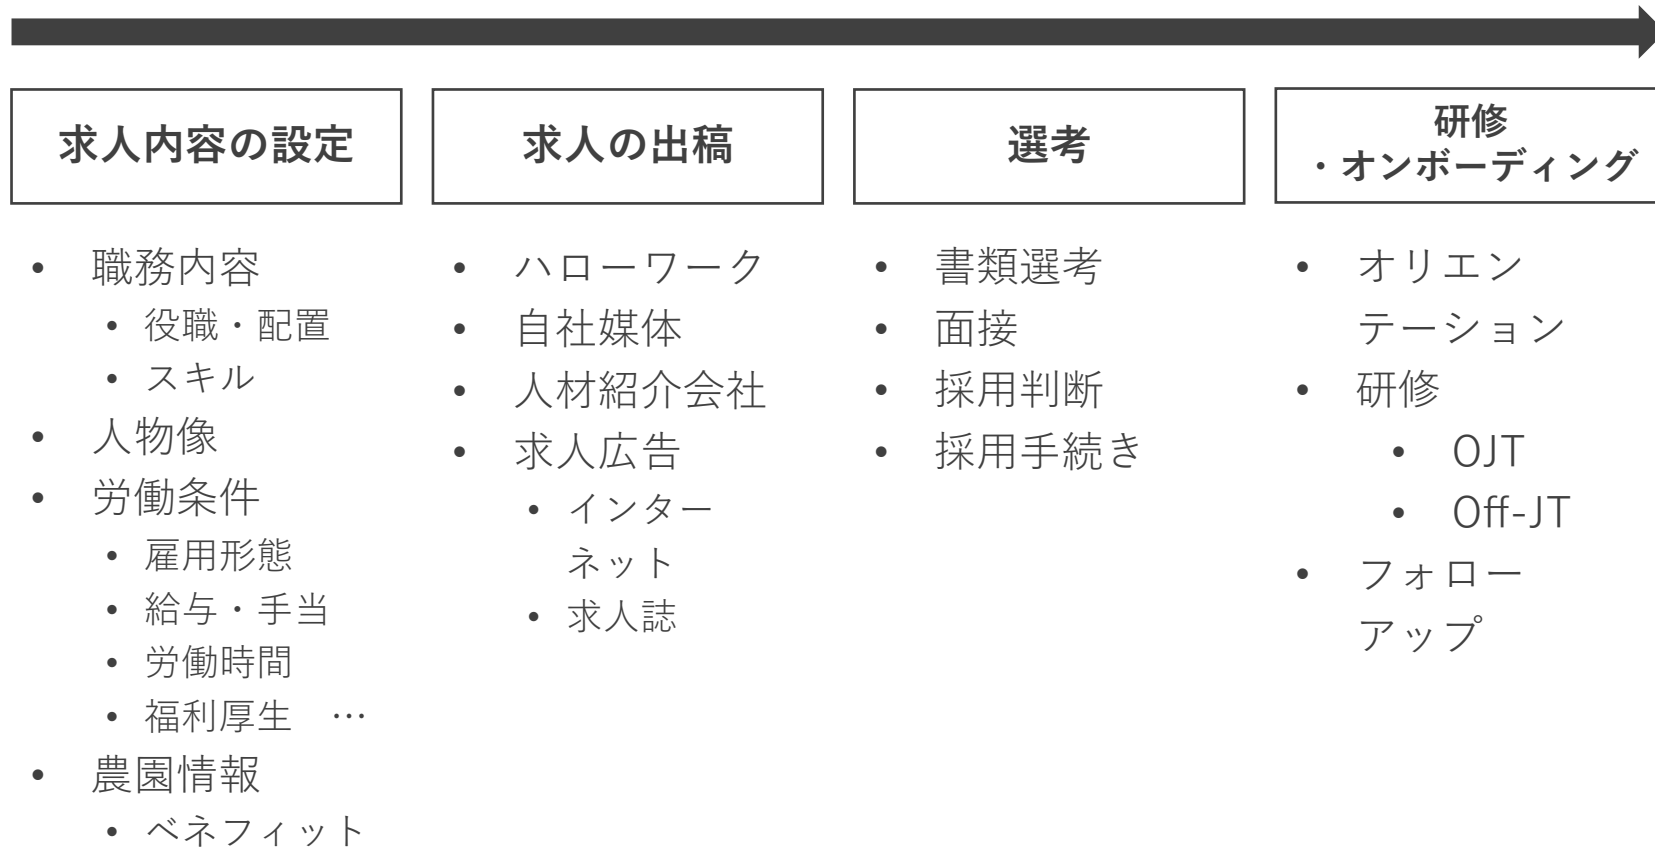 求人内容の設定
• 職務内容
• 役職・配置
• スキル
• 人物像
• 労働条件
• 雇用形態
• 給与・手当
• 労働時間
• 福利厚生　…
• 農園情報
• ベネフィット
求人の出稿
• ハローワーク
• 自社媒体
• 人材紹介会社
• 求人広告
• インター
ネット
• 求人誌
選考
• 書類選考
• 面接
• 採用判断
• 採用手続き
研修
・オンボーディング
• オリエン
テーション
• 研修
• OJT
• Off-JT
• フォロー
アップ